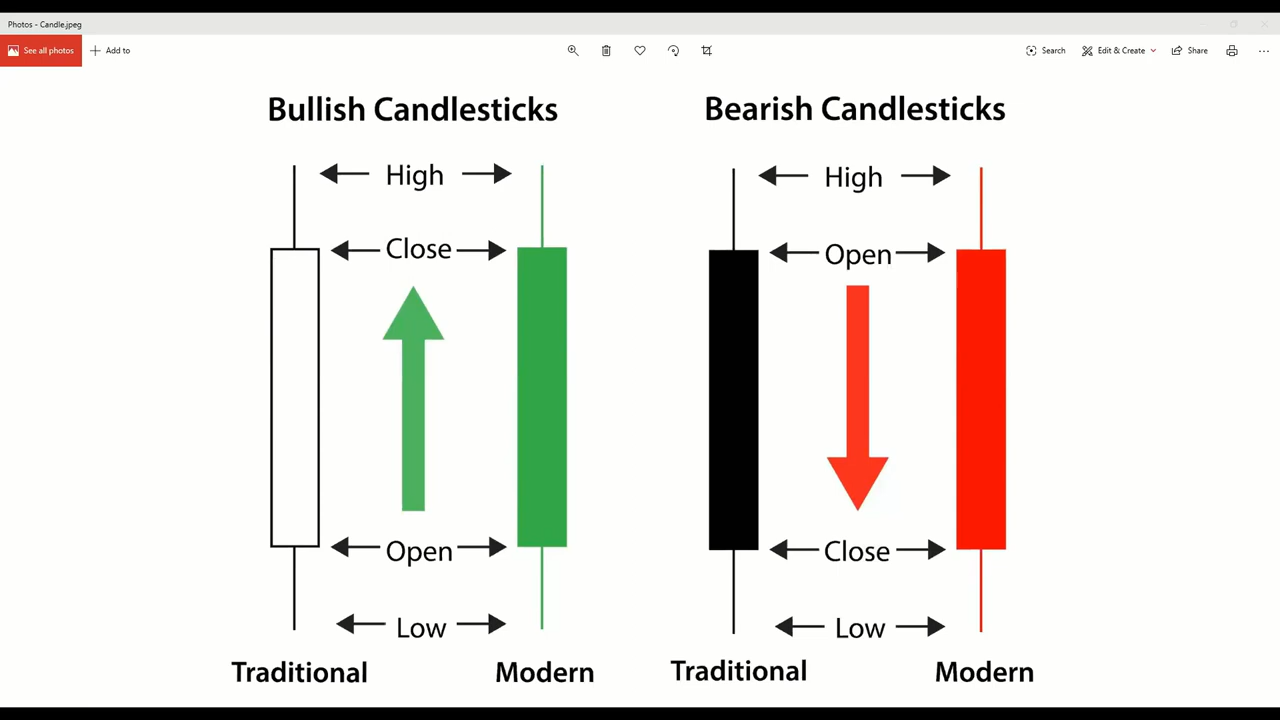 Photos - Candle.jpeg
See all photos
Add to
Search
Edit & Create
Share
Bullish Candlesticks
High
Close
Open
Low
Traditional
Modern
Bearish Candlesticks
High
Open
Close
Low
Traditional
Modern